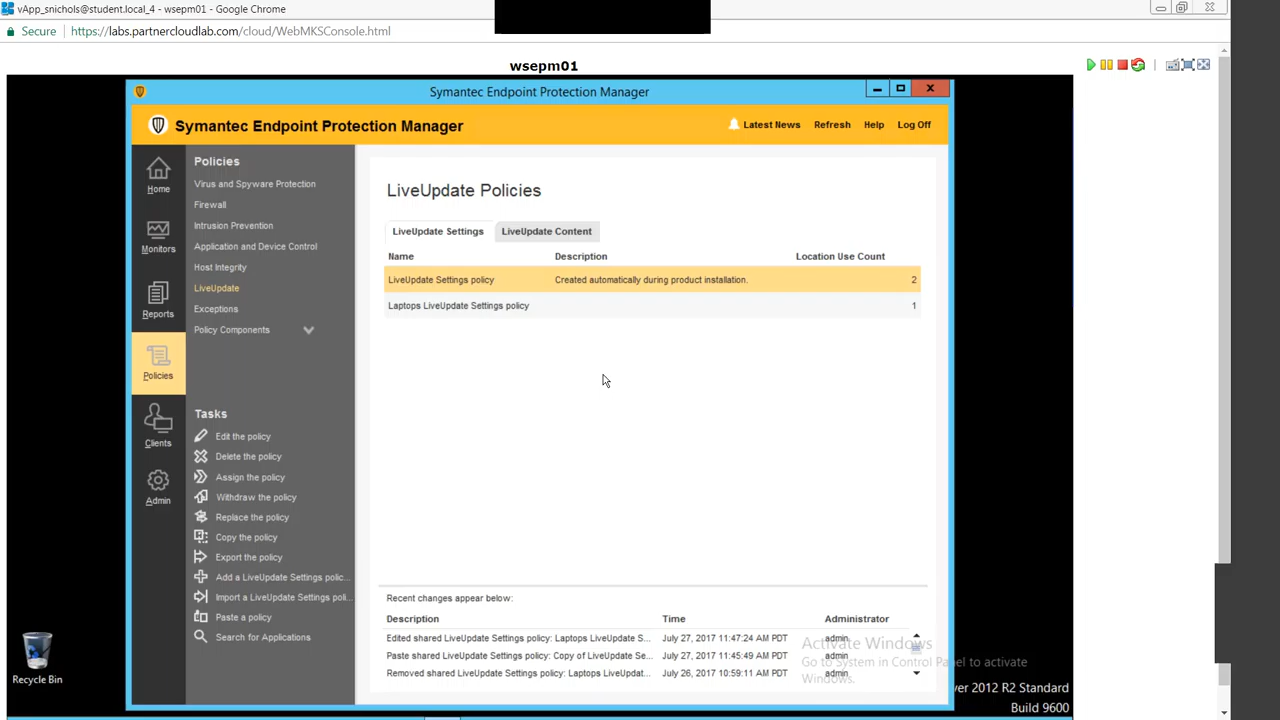 vApp_snichols@student.local_4 - wsepm01 - Google Chrome
Secure https://labs.partnercloudlab.com/cloud/WebMKSConsole.html
wsepm01
Symantec Endpoint Protection Manager
Symantec Endpoint Protection Manager
Latest News Refresh Help Log Off
Home
Monitors
Reports
Policies
Clients
Admin
Policies
Virus and Spyware Protection
Firewall
Intrusion Prevention
Application and Device Control
Host Integrity
LiveUpdate
Exceptions
Policy Components
Tasks
Edit the policy
Delete the policy
Assign the policy
Withdraw the policy
Replace the policy
Copy the policy
Export the policy
Add a LiveUpdate Settings polic...
Import a LiveUpdate Settings poli...
Paste a policy
Search for Applications
LiveUpdate Policies
LiveUpdate Settings LiveUpdate Content
Name Description Location Use Count
LiveUpdate Settings policy Created automatically during product installation. 2
Laptops LiveUpdate Settings policy 1
Recent changes appear below:
Description Time Administrator
Edited shared LiveUpdate Settings policy: Laptops LiveUpdate S... July 27, 2017 11:47:24 AM PDT admin
Paste shared LiveUpdate Settings policy: Copy of LiveUpdate Se... July 27, 2017 11:45:49 AM PDT admin
Removed shared LiveUpdate Settings policy: Laptops LiveUpdat... July 26, 2017 10:59:11 AM PDT admin
Activate Windows
Go to System in Control Panel to activate
Windows.
Recycle Bin
ver 2012 R2 Standard
Build 9600